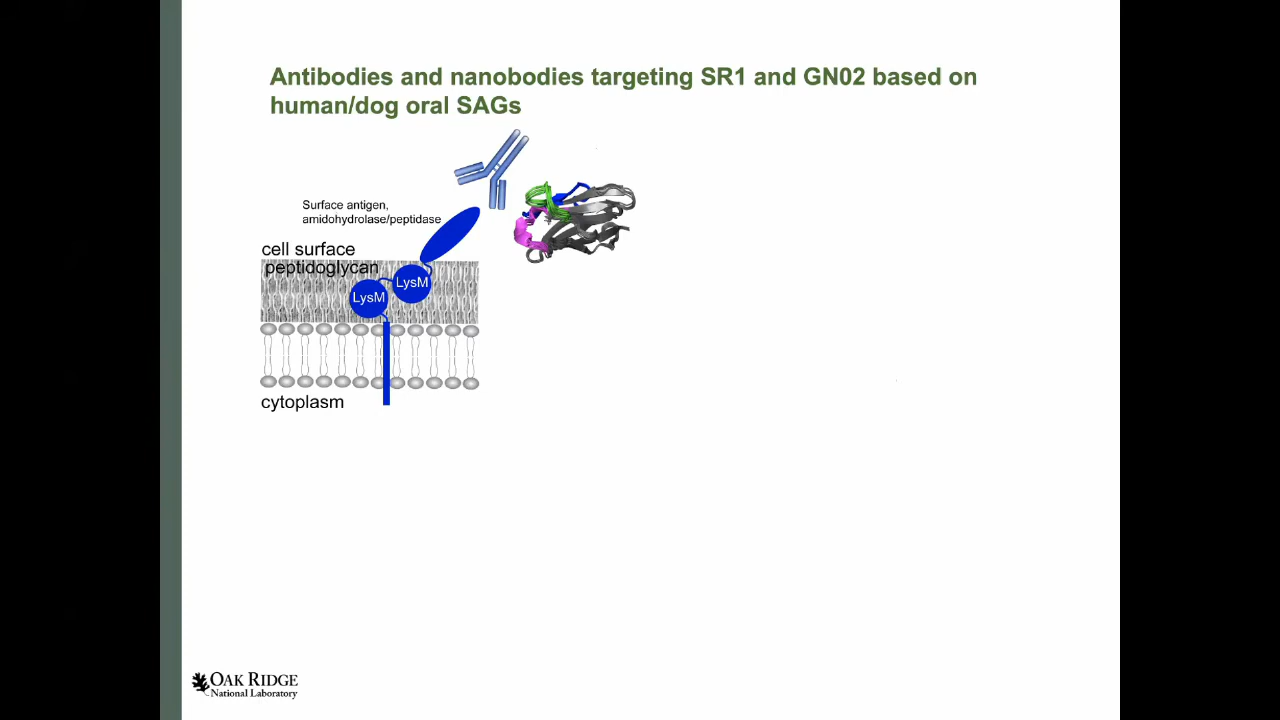 Antibodies and nanobodies targeting SR1 and GN02 based on
human/dog oral SAGs
Surface antigen,
amidohydrolase/peptidase
cell surface
peptidoglycan
LysM
LysM
cytoplasm
OAK RIDGE
National Laboratory